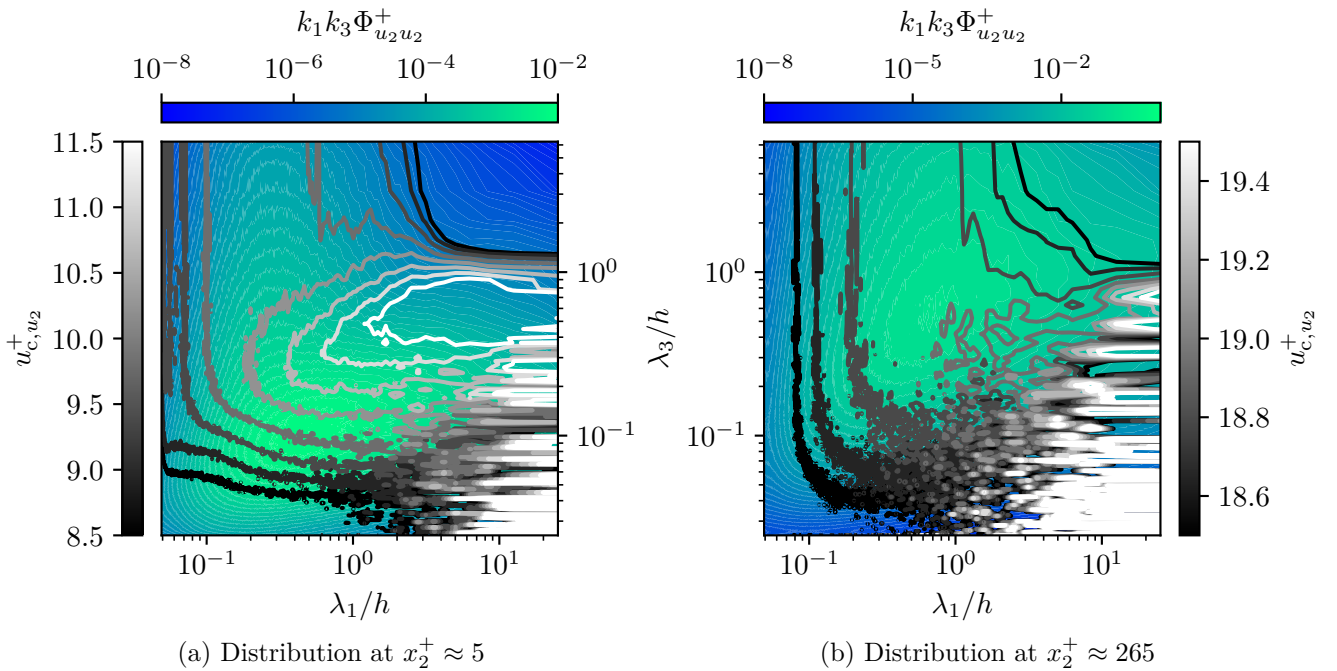 k₁k₃Φ⁺u₂u₂
10⁻⁸ 10⁻⁶ 10⁻⁴ 10⁻²
k₁k₃Φ⁺u₂u₂
10⁻⁸ 10⁻⁵ 10⁻²
u⁺c,u₂
11.5
11.0
10.5
10.0
9.5
9.0
8.5
10⁰
10⁻¹
λ₃/h
10⁻¹ 10⁰ 10¹
λ₁/h
10⁰
10⁻¹
10⁻¹ 10⁰ 10¹
λ₁/h
19.4
19.2
19.0
18.8
18.6
u⁺c,u₂
(a) Distribution at x₂⁺ ≈ 5
(b) Distribution at x₂⁺ ≈ 265